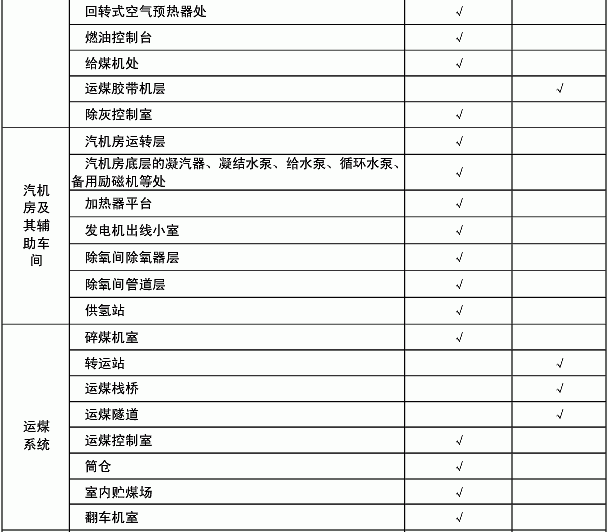 回转式空气预热器处 √
燃油控制台 √
给煤机处 √
运煤胶带机层 √
除灰控制室 √
汽机
房及
其辅
助车
间
汽机房运转层 √
汽机房底层的凝汽器、凝结水泵、给水泵、循环水泵、
备用励磁机等处 √
加热器平台 √
发电机出线小室 √
除氧间除氧器层 √
除氧间管道层 √
供氢站 √
运煤
系统
碎煤机室 √
转运站 √
运煤栈桥 √
运煤隧道 √
运煤控制室 √
筒仓 √
室内贮煤场 √
翻车机室 √